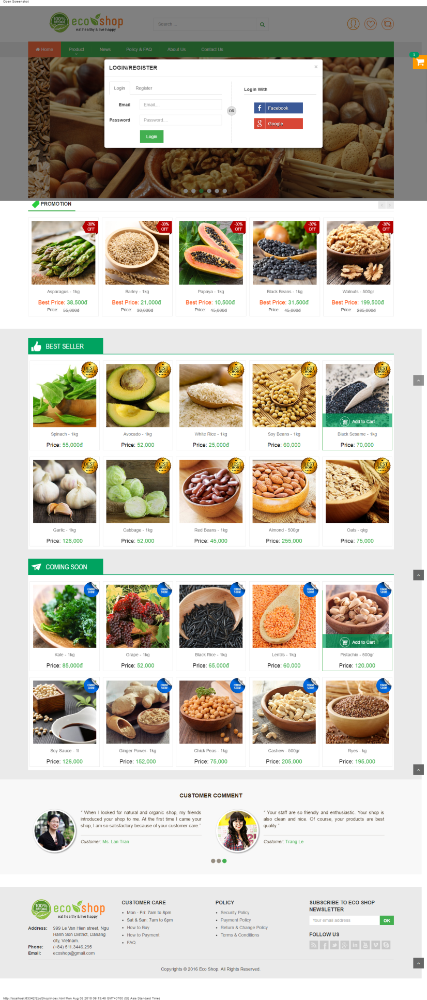 Open Screenshot
100% NATURAL eco shop
eat healthy & live happy
Search ...
Home Product News Policy & FAQ About Us Contact Us
1
LOGIN/REGISTER ×
Login Register
Email Email....
Password Password....
Login
OR
Login With
Facebook
Google
PROMOTION
-30% OFF -30% OFF -30% OFF -30% OFF -30% OFF
Asparagus - 1kg Barley - 1kg Papaya - 1kg Black Beans - 1kg Walnuts - 500gr
Best Price: 38,500đ Best Price: 21,000đ Best Price: 10,500đ Best Price: 31,500đ Best Price: 199,500đ
Price: 55,000đ Price: 30,000đ Price: 15,000đ Price: 45,000đ Price: 285,000đ
BEST SELLER
BEST CHOICE BEST CHOICE BEST CHOICE BEST CHOICE BEST CHOICE
Add to Cart
Spinach - 1kg Avocado - 1kg White Rice - 1kg Soy Beans - 1kg Black Sesame - 1kg
Price: 55,000đ Price: 52,000 Price: 25,000đ Price: 60,000 Price: 70,000
BEST CHOICE BEST CHOICE BEST CHOICE BEST CHOICE BEST CHOICE
Garlic - 1kg Cabbage - 1kg Red Beans - 1kg Almond - 500gr Oats - qkg
Price: 126,000 Price: 52,000 Price: 45,000 Price: 255,000 Price: 75,000
COMING SOON
COMING SOON! COMING SOON! COMING SOON! COMING SOON! COMING SOON!
Add to Cart
Kale - 1kg Grape - 1kg Black Rice - 1kg Lentils - 1kg Pistachio - 500gr
Price: 85,000đ Price: 52,000 Price: 65,000đ Price: 60,000 Price: 120,000
COMING SOON! COMING SOON! COMING SOON! COMING SOON! COMING SOON!
Soy Sauce - 1l Ginger Power- 1kg Chick Peas - 1kg Cashew - 500gr Ryes - kg
Price: 126,000 Price: 152,000 Price: 75,000 Price: 205,000 Price: 195,000
CUSTOMER COMMENT
" When I looked for natural and organic shop, my friends
introduced your shop to me. At the first time I came your
shop, I am so satisfactory because of your customer care."
Customer: Ms. Lan Tran
" Your staff are so friendly and enthusiastic. Your shop is
also clean and nice. Of course, your products are best
quality."
Customer: Trang Le
100% NATURAL eco shop
eat healthy & live happy
Address: 999 Le Van Hien street, Ngu
Hanh Son District, Danang
city, Vietnam.
Phone: (+84) 511.3446.295
Email: ecoshop@gmail.com
CUSTOMER CARE
Mon - Fri: 7am to 8pm
Sat & Sun: 7am to 6pm
How to Buy
How to Payment
FAQ
POLICY
Security Policy
Payment Policy
Return & Change Policy
Terms & Conditions
SUBSCRIBE TO ECO SHOP
NEWSLETTER
Your email address OK
FOLLOW US
Copyrights © 2016 Eco Shop. All Rights Reserved.
http://localhost:63342/EcoShop/index.html Mon Aug 08 2016 09:13:48 GMT+0700 (SE Asia Standard Time)